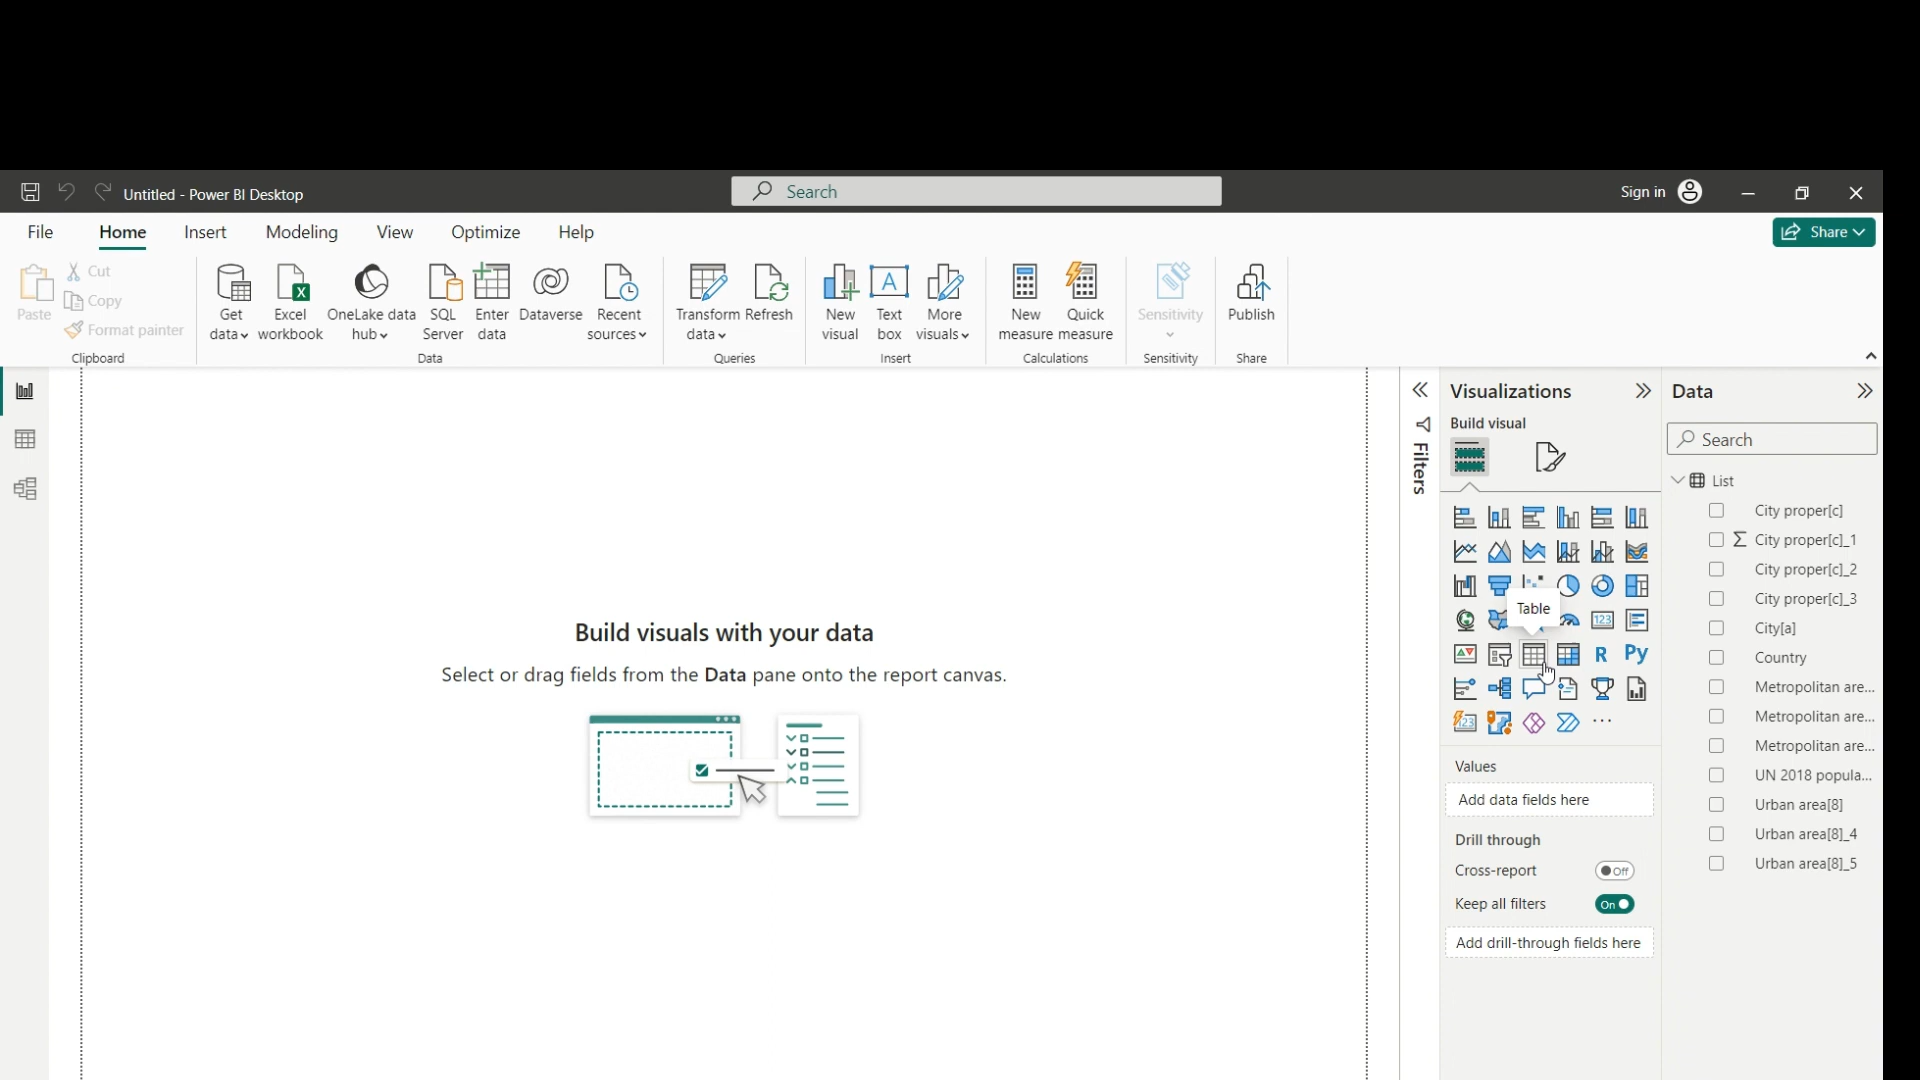 Untitled - Power BI Desktop
Search
Sign in
File Home Insert Modeling View Optimize Help
Share
Paste
Cut
Copy
Format painter
Clipboard
Get data
Excel workbook
OneLake data hub
SQL Server
Enter data
Dataverse
Recent sources
Data
Transform data
Refresh
Queries
New visual
A
Text box
More visuals
Insert
New measure
Quick measure
Calculations
Sensitivity
Sensitivity
Publish
Share
Build visuals with your data
Select or drag fields from the Data pane onto the report canvas.
Filters
Visualizations
Build visual
Table
123
R
Py
123
...
Values
Add data fields here
Drill through
Cross-report Off
Keep all filters On
Add drill-through fields here
Data
Search
List
City proper[c]
Σ City proper[c]_1
City proper[c]_2
City proper[c]_3
City[a]
Country
Metropolitan are...
Metropolitan are...
Metropolitan are...
UN 2018 popula...
Urban area[8]
Urban area[8]_4
Urban area[8]_5